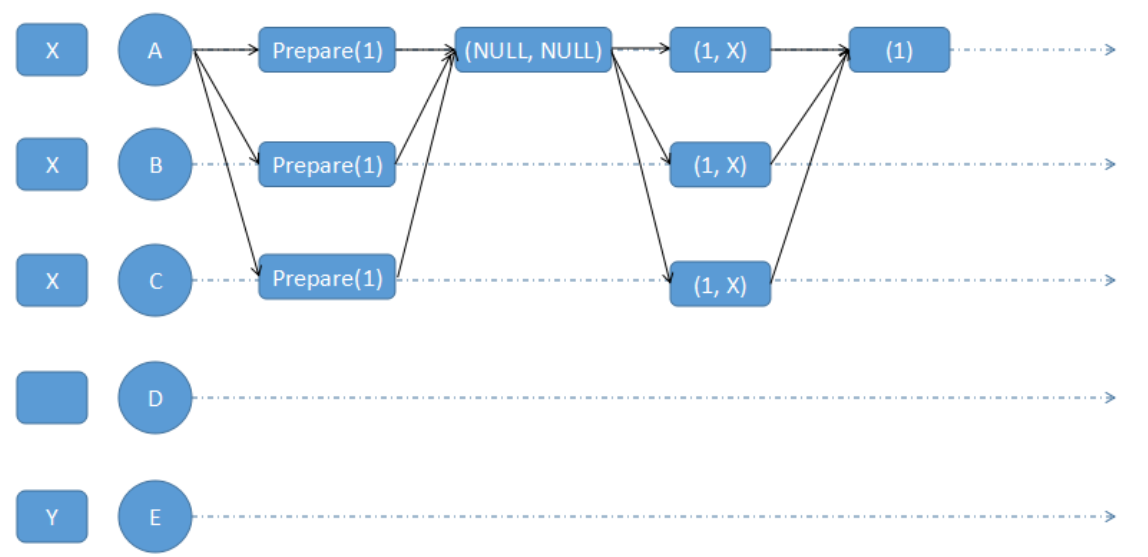 X A Prepare(1) (NULL, NULL) (1, X) (1)
X B Prepare(1) (1, X)
X C Prepare(1) (1, X)
D
Y E